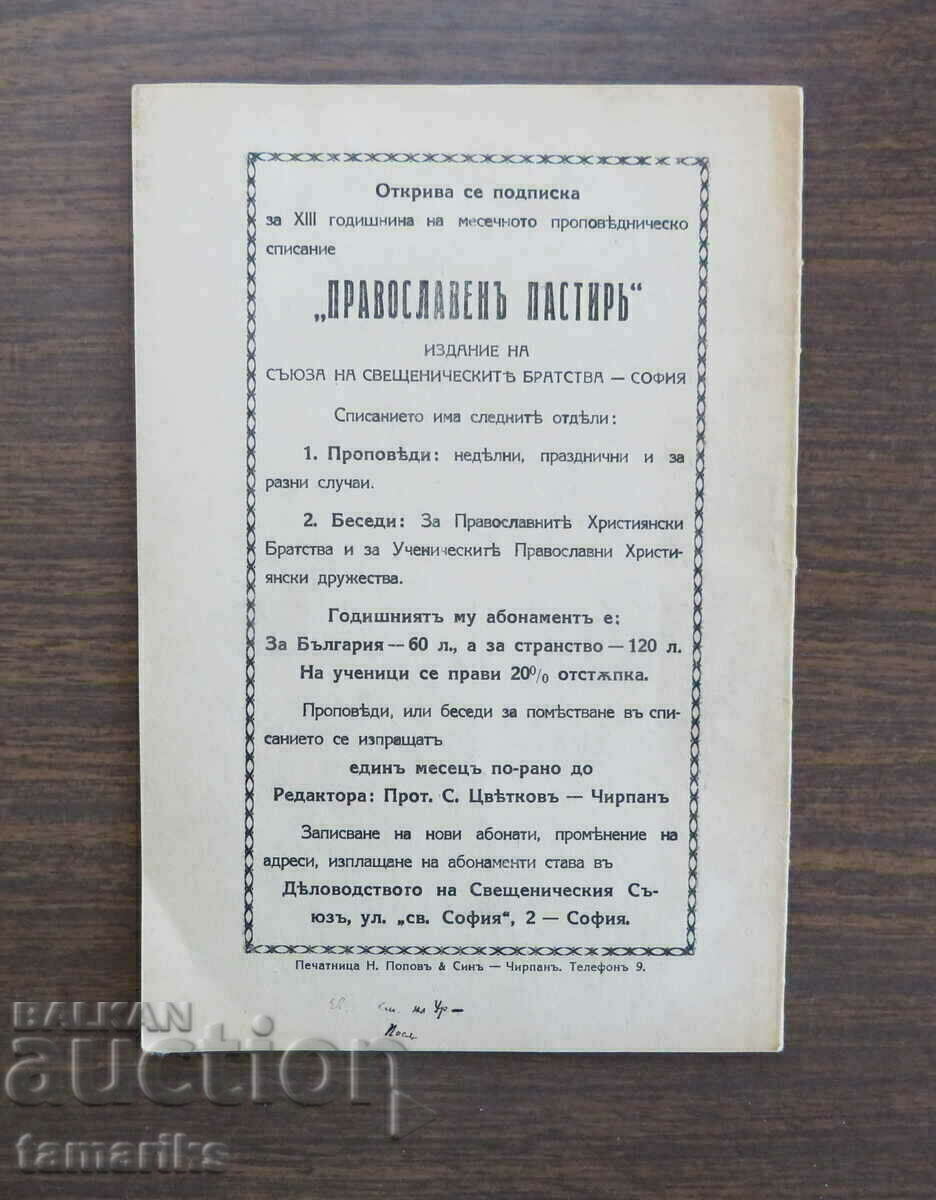 Открива се подписка
за XIII годишнина на месечното проповѣдническо
списание
„ПРАВОСЛАВЕНЪ ПАСТИРЬ“
ИЗДАНИЕ НА
СЪЮЗА НА СВЕЩЕНИЧЕСКИТѢ БРАТСТВА — СОФИЯ
Списанието има следнитѣ отдѣли:
1. Проповѣди: недѣлни, празднични и за
разни случаи.
2. Беседи: За Православнитѣ Християнски
Братства и за Ученическитѣ Православни Христи-
янски дружества.
Годишниятъ му абонаментъ е:
За България — 60 л., а за странство — 120 л.
На ученици се прави 20% отстѫпка.
Проповѣди, или беседи за помѣстване въ спи-
санието се изпращатъ
единъ месецъ по-рано до
Редактора: Прот. С. Цвѣтковъ — Чирпанъ
Записване на нови абонати, промѣнение на
адреси, изплащане на абонаменти става въ
Дѣловодството на Свещеническия Съ-
юзъ, ул. „св. София“, 2 — София.
Печатница Н. Поповъ & Синъ — Чирпанъ. Телефонъ 9.
BALKAN
auction
tamariks